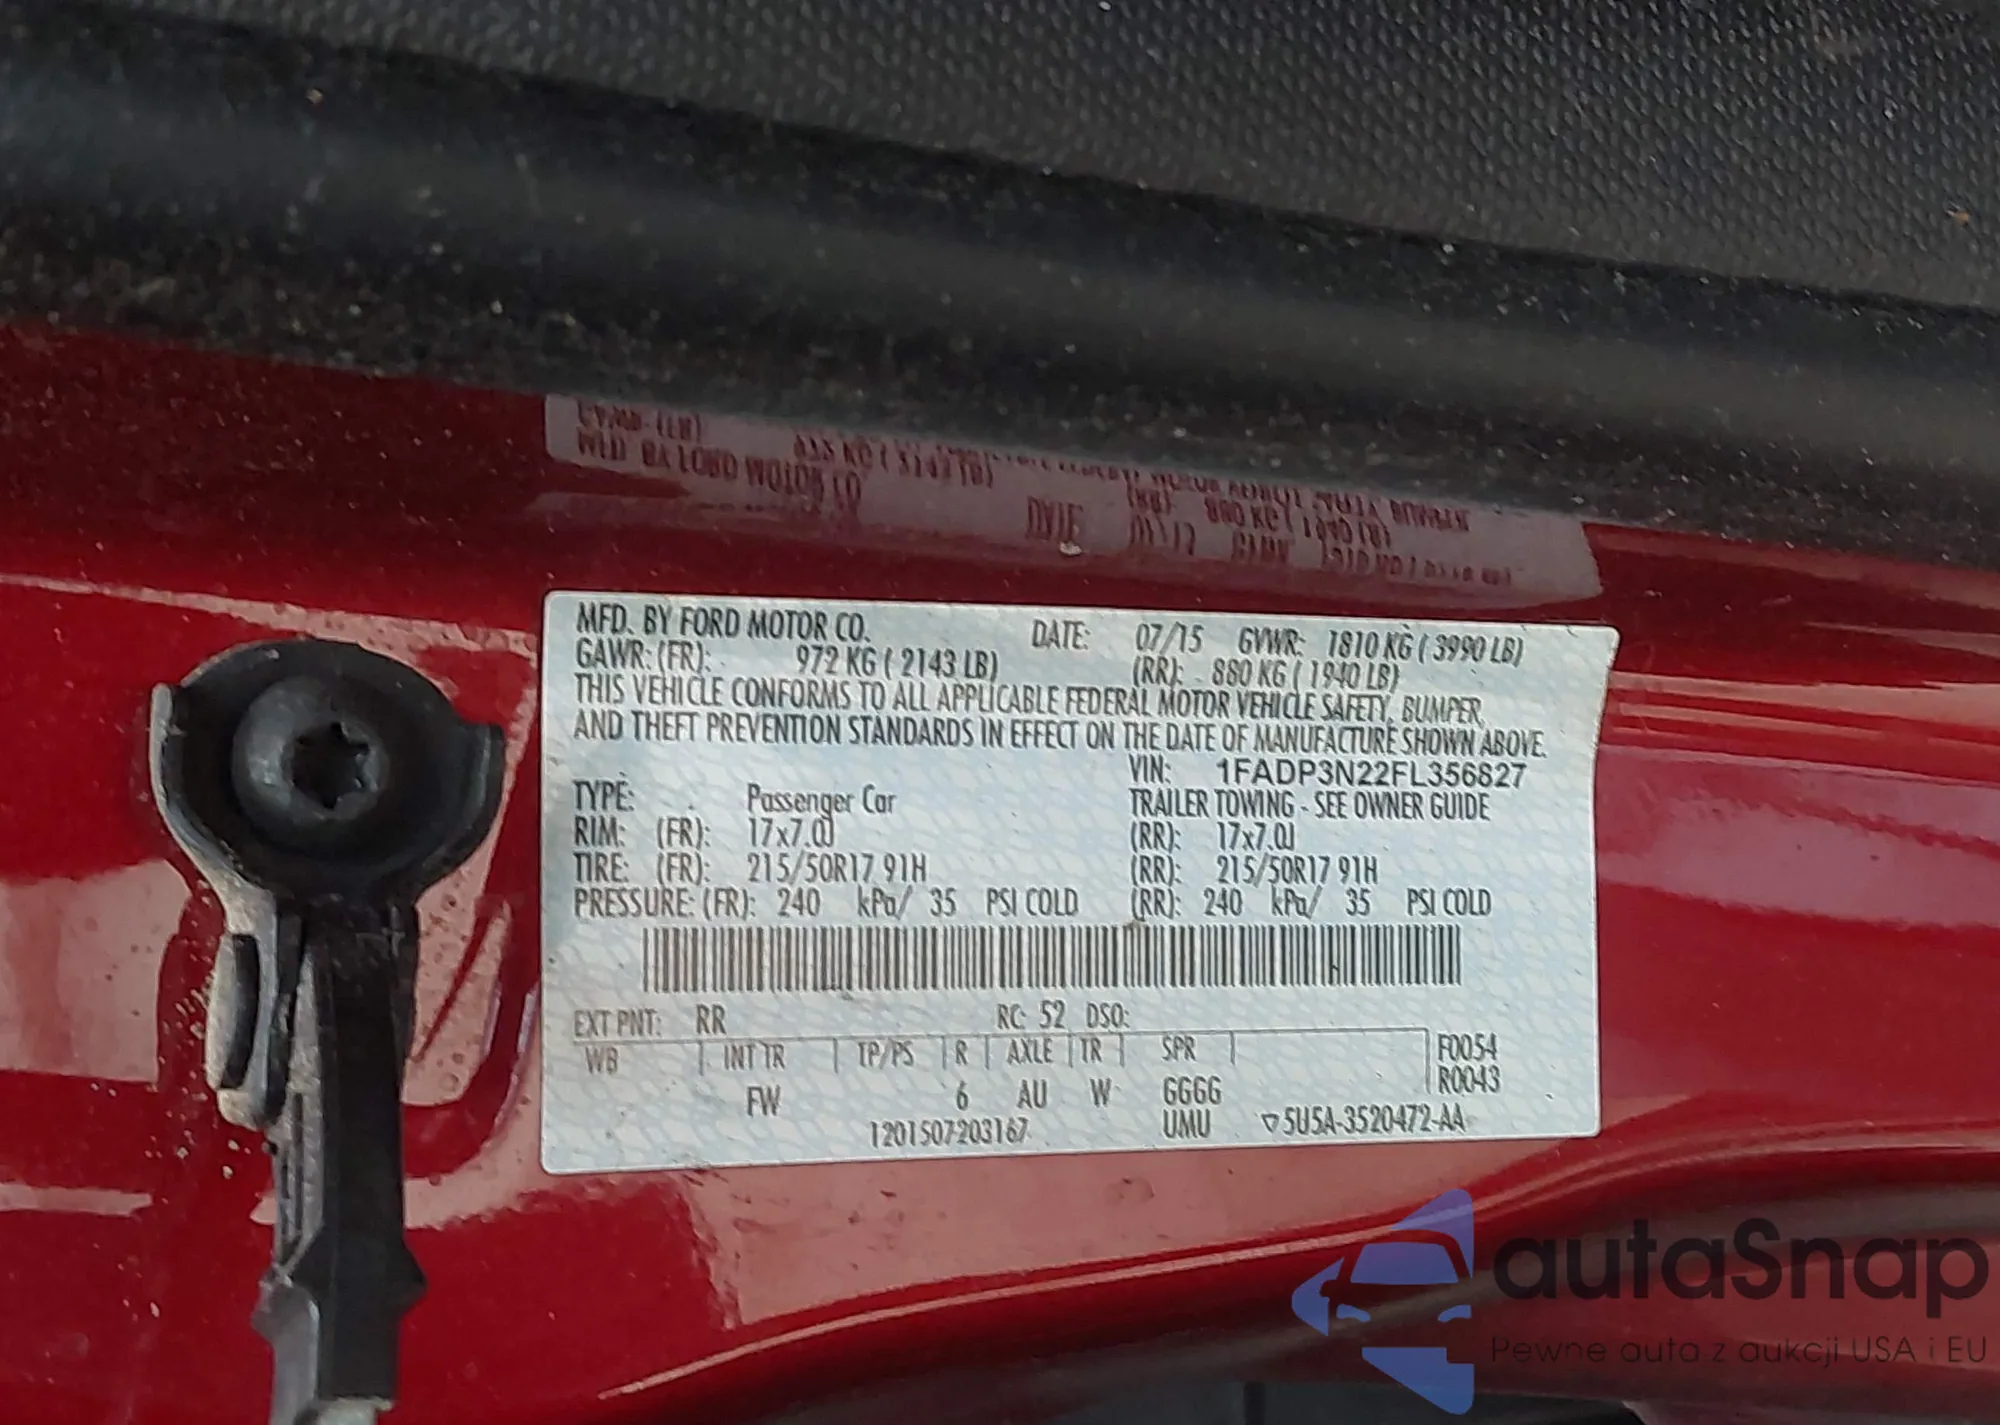 MFD. BY FORD MOTOR CO. DATE: 07/15 GVWR: 1810 KG ( 3990 LB)
GAWR: (FR): 972 KG ( 2143 LB) (RR): 880 KG ( 1940 LB)
THIS VEHICLE CONFORMS TO ALL APPLICABLE FEDERAL MOTOR VEHICLE SAFETY, BUMPER,
AND THEFT PREVENTION STANDARDS IN EFFECT ON THE DATE OF MANUFACTURE SHOWN ABOVE.
VIN: 1FADP3N22FL356827
TYPE: Passenger Car TRAILER TOWING - SEE OWNER GUIDE
RIM: (FR): 17x7.0J (RR): 17x7.0J
TIRE: (FR): 215/50R17 91H (RR): 215/50R17 91H
PRESSURE: (FR): 240 kPa/ 35 PSI COLD (RR): 240 kPa/ 35 PSI COLD
EXT PNT: RR RC: 52 DSO:
WB INT TR TP/PS R AXLE TR SPR F0054
FW 6 AU W GGGG R0043
1201507203167 UMU ▽5U5A-3520472-AA
autaSnap
Pewne auta z aukcji USA i EU